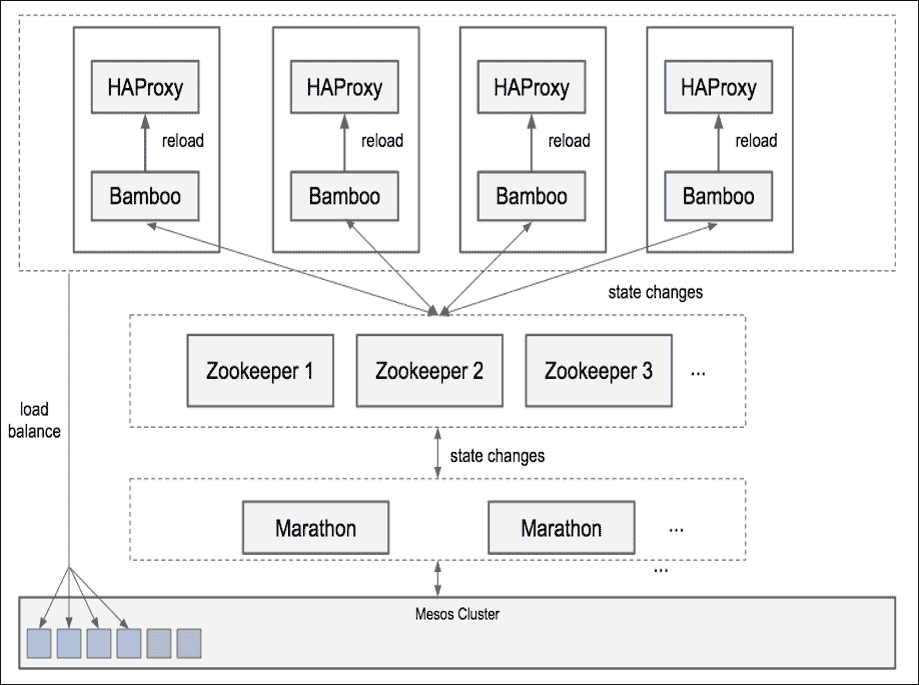 HAProxy
HAProxy
HAProxy
HAProxy
reload
reload
reload
reload
Bamboo
Bamboo
Bamboo
Bamboo
state changes
Zookeeper 1
Zookeeper 2
Zookeeper 3
...
load
balance
state changes
Marathon
Marathon
...
...
Mesos Cluster